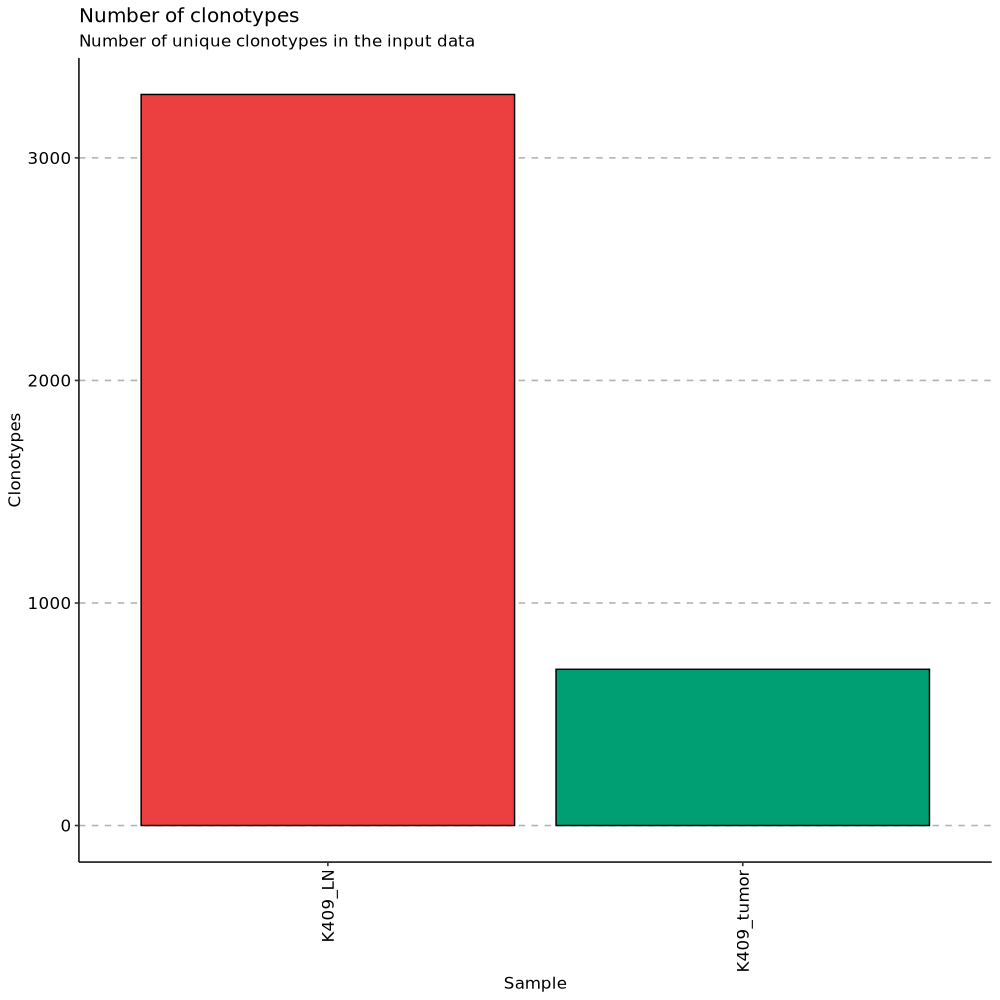 Number of clonotypes
Number of unique clonotypes in the input data
3000
2000
1000
0
Clonotypes
K409_LN
K409_tumor
Sample